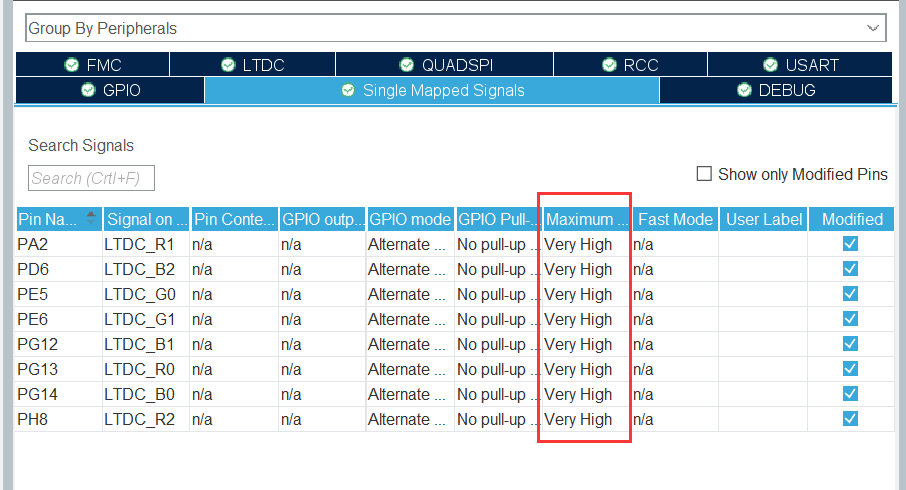 Group By Peripherals
FMC LTDC QUADSPI RCC USART
GPIO Single Mapped Signals DEBUG
Search Signals
Search (Crtl+F)
Show only Modified Pins
Pin Na... Signal on ... Pin Conte... GPIO outp... GPIO mode GPIO Pull-... Maximum ... Fast Mode User Label Modified
PA2 LTDC_R1 n/a n/a Alternate ... No pull-up ... Very High n/a
PD6 LTDC_B2 n/a n/a Alternate ... No pull-up ... Very High n/a
PE5 LTDC_G0 n/a n/a Alternate ... No pull-up ... Very High n/a
PE6 LTDC_G1 n/a n/a Alternate ... No pull-up ... Very High n/a
PG12 LTDC_B1 n/a n/a Alternate ... No pull-up ... Very High n/a
PG13 LTDC_R0 n/a n/a Alternate ... No pull-up ... Very High n/a
PG14 LTDC_B0 n/a n/a Alternate ... No pull-up ... Very High n/a
PH8 LTDC_R2 n/a n/a Alternate ... No pull-up ... Very High n/a